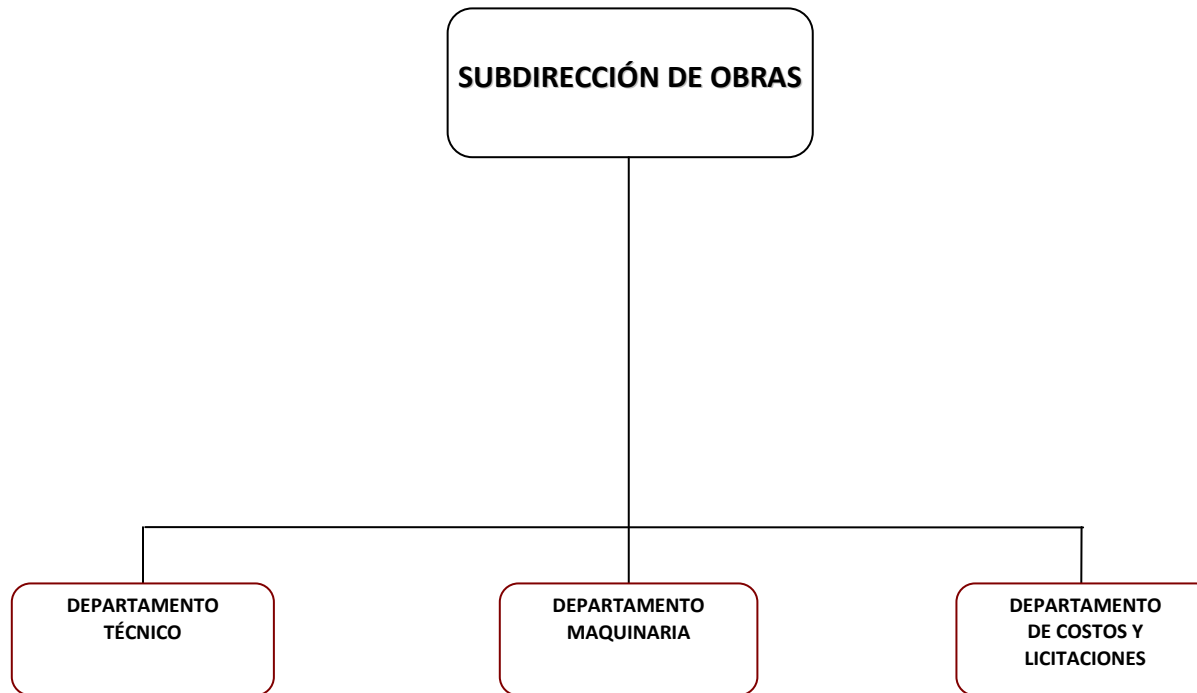 SUBDIRECCIÓN DE OBRAS
DEPARTAMENTO
TÉCNICO
DEPARTAMENTO
MAQUINARIA
DEPARTAMENTO
DE COSTOS Y
LICITACIONES